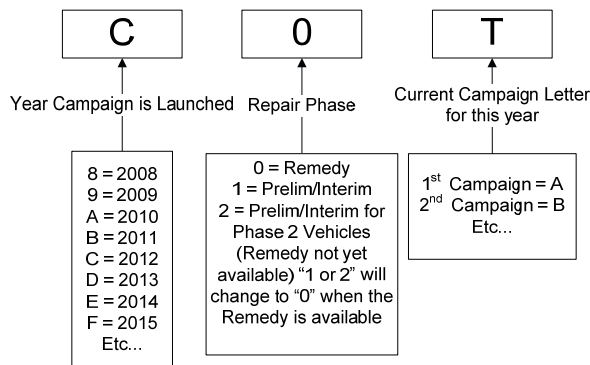 C
0
T
Year Campaign is Launched
Repair Phase
Current Campaign Letter
for this year
8 = 2008
9 = 2009
A = 2010
B = 2011
C = 2012
D = 2013
E = 2014
F = 2015
Etc...
0 = Remedy
1 = Prelim/Interim
2 = Prelim/Interim for
Phase 2 Vehicles
(Remedy not yet
available) “1 or 2” will
change to “0” when the
Remedy is available
1st Campaign = A
2nd Campaign = B
Etc...